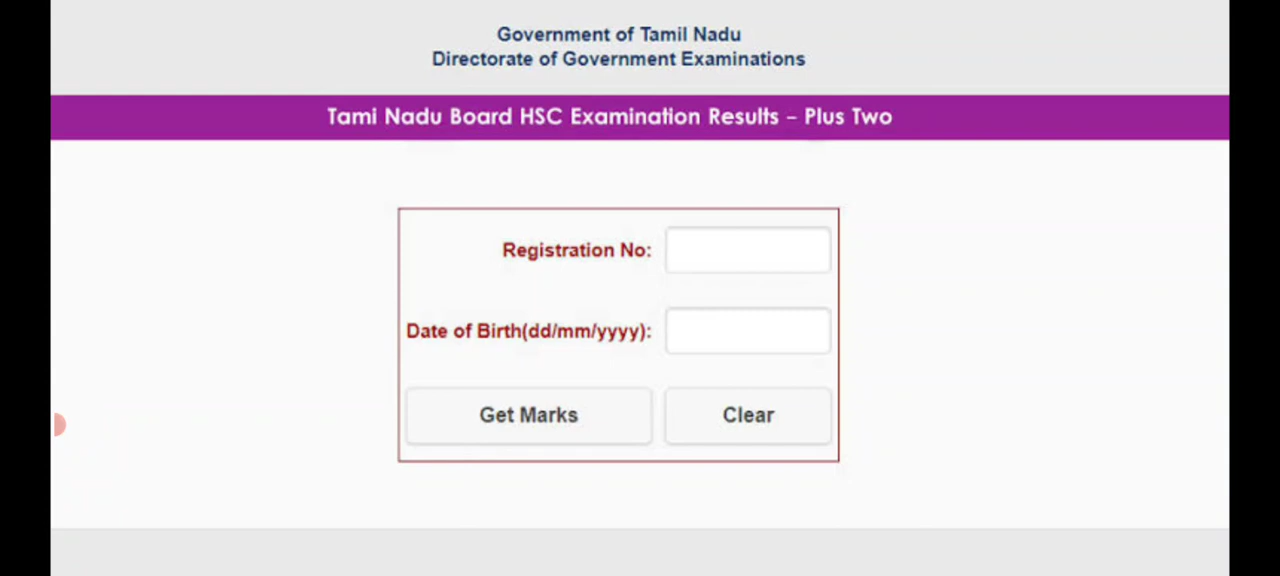 Government of Tamil Nadu
Directorate of Government Examinations
Tami Nadu Board HSC Examination Results – Plus Two
Registration No:
Date of Birth(dd/mm/yyyy):
Get Marks Clear